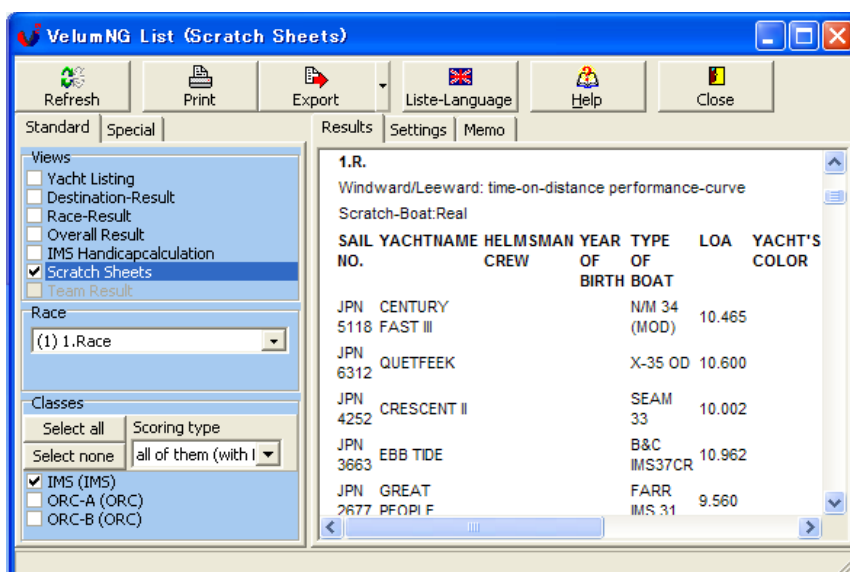 VelumNG List (Scratch Sheets)
Refresh Print Export Liste-Language Help Close
Standard Special
Views
Yacht Listing
Destination-Result
Race-Result
Overall Result
IMS Handicapcalculation
Scratch Sheets
Team Result
Race
(1) 1.Race
Classes
Select all Scoring type
Select none all of them (with I
IMS (IMS)
ORC-A (ORC)
ORC-B (ORC)
Results Settings Memo
1.R.
Windward/Leeward: time-on-distance performance-curve
Scratch-Boat:Real
SAIL YACHTNAME HELMSMAN YEAR TYPE LOA YACHT'S
NO. CREW OF OF COLOR
BIRTH BOAT
JPN CENTURY N/M 34
5118 FAST III (MOD) 10.465
JPN
6312 QUETFEEK X-35 OD 10.600
JPN SEAM
4252 CRESCENT II 33 10.002
JPN B&C
3663 EBB TIDE IMS37CR 10.962
JPN GREAT FARR
2677 PEOPLE IMS 31 9.560